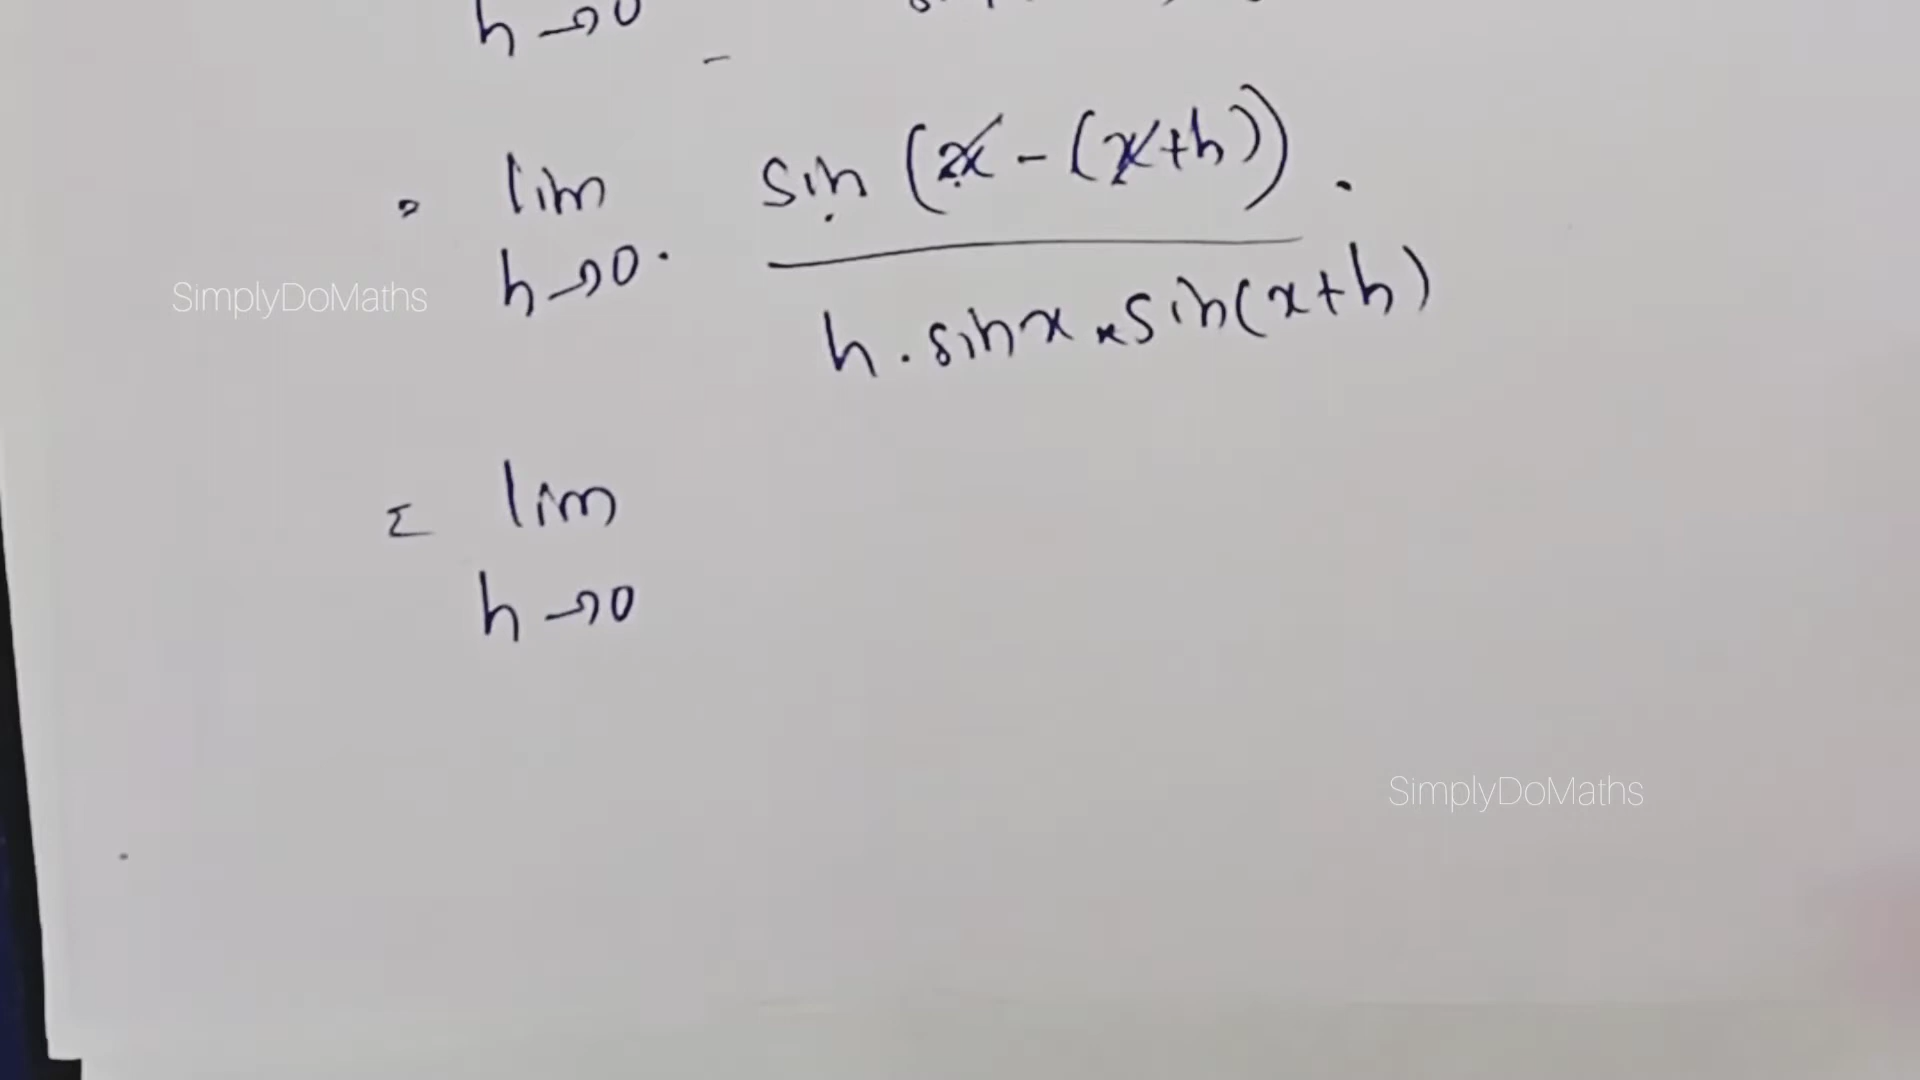 h→0
= lim sin (x - (x+h)) .
h→0 . h . sinx × sin(x+h)
SimplyDoMaths
= lim
h→0
SimplyDoMaths